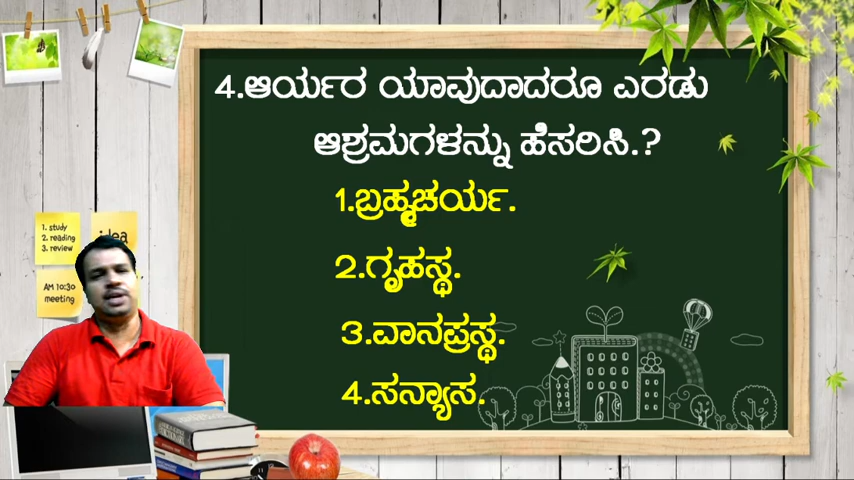 4.ಆರ್ಯರ ಯಾವುದಾದರೂ ಎರಡು
ಆಶ್ರಮಗಳನ್ನು ಹೆಸರಿಸಿ.?
1.ಬ್ರಹ್ಮಚರ್ಯ.
2.ಗೃಹಸ್ಥ.
3.ವಾನಪ್ರಸ್ಥ.
4.ಸನ್ಯಾಸ.
1. study
2. reading
3. review
idea
AM 10:30
meeting